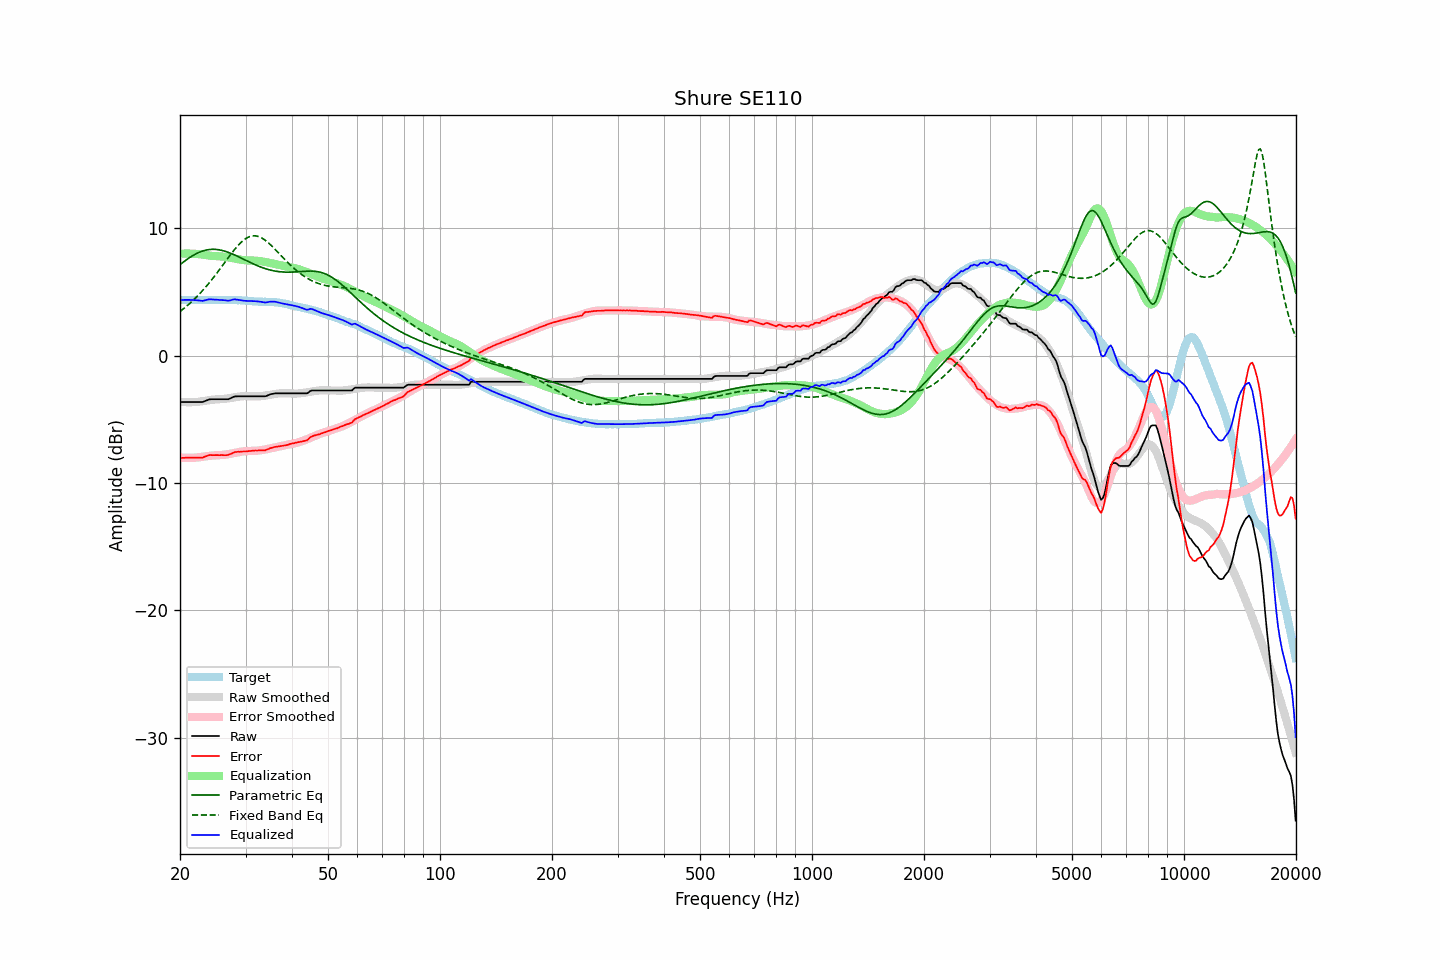 Shure SE110
Amplitude (dBr)
10
0
−10
−20
−30
Target
Raw Smoothed
Error Smoothed
Raw
Error
Equalization
Parametric Eq
Fixed Band Eq
Equalized
20 50 100 200 500 1000 2000 5000 10000 20000
Frequency (Hz)